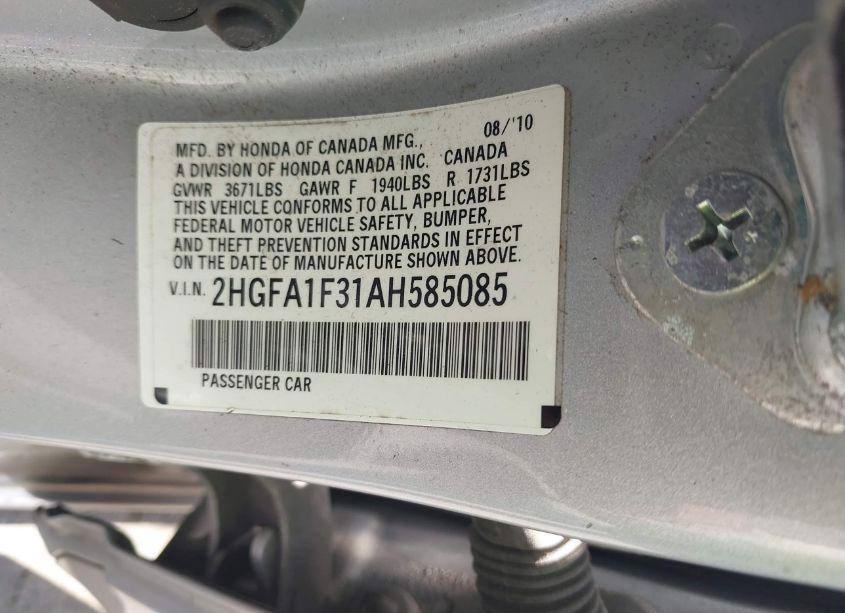 08/'10
MFD. BY HONDA OF CANADA MFG.,
A DIVISION OF HONDA CANADA INC. CANADA
GVWR 3671LBS GAWR F 1940LBS R 1731LBS
THIS VEHICLE CONFORMS TO ALL APPLICABLE
FEDERAL MOTOR VEHICLE SAFETY, BUMPER,
AND THEFT PREVENTION STANDARDS IN EFFECT
ON THE DATE OF MANUFACTURE SHOWN ABOVE.
V.I.N. 2HGFA1F31AH585085
PASSENGER CAR